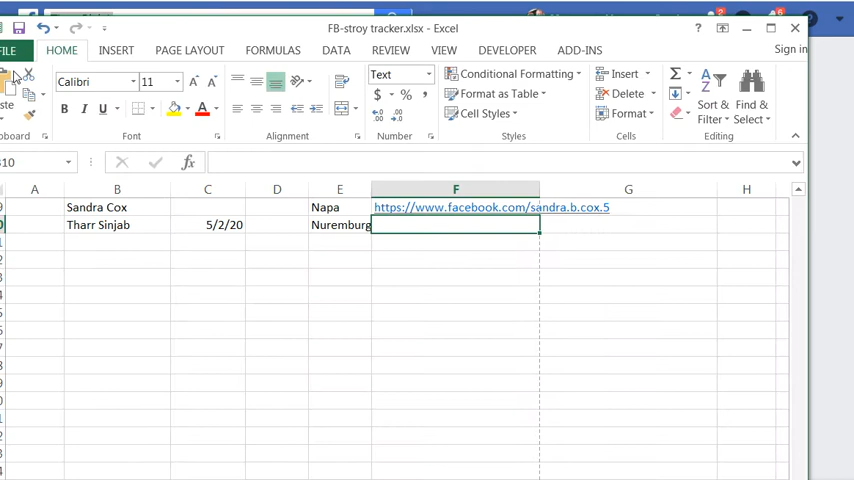 2 6
FB-stroy tracker.xlsx - Excel
FILE HOME INSERT PAGE LAYOUT FORMULAS DATA REVIEW VIEW DEVELOPER ADD-INS Sign in
Calibri 11 Text Conditional Formatting Insert
Format as Table Delete Sort & Find &
B I U A $ % Cell Styles Format Filter Select
Font Alignment Number Styles Cells Editing
fx
A B C D E F G H
Sandra Cox Napa https://www.facebook.com/sandra.b.cox.5
Tharr Sinjab 5/2/20 Nuremburg